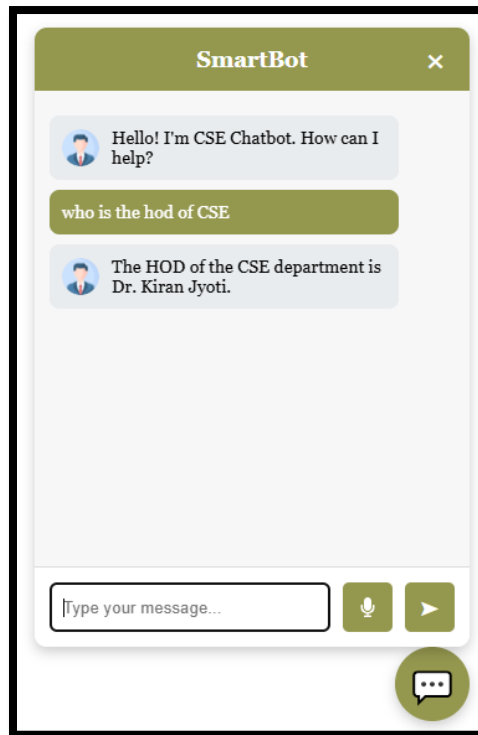 SmartBot
Hello! I'm CSE Chatbot. How can I
help?
who is the hod of CSE
The HOD of the CSE department is
Dr. Kiran Jyoti.
Type your message...